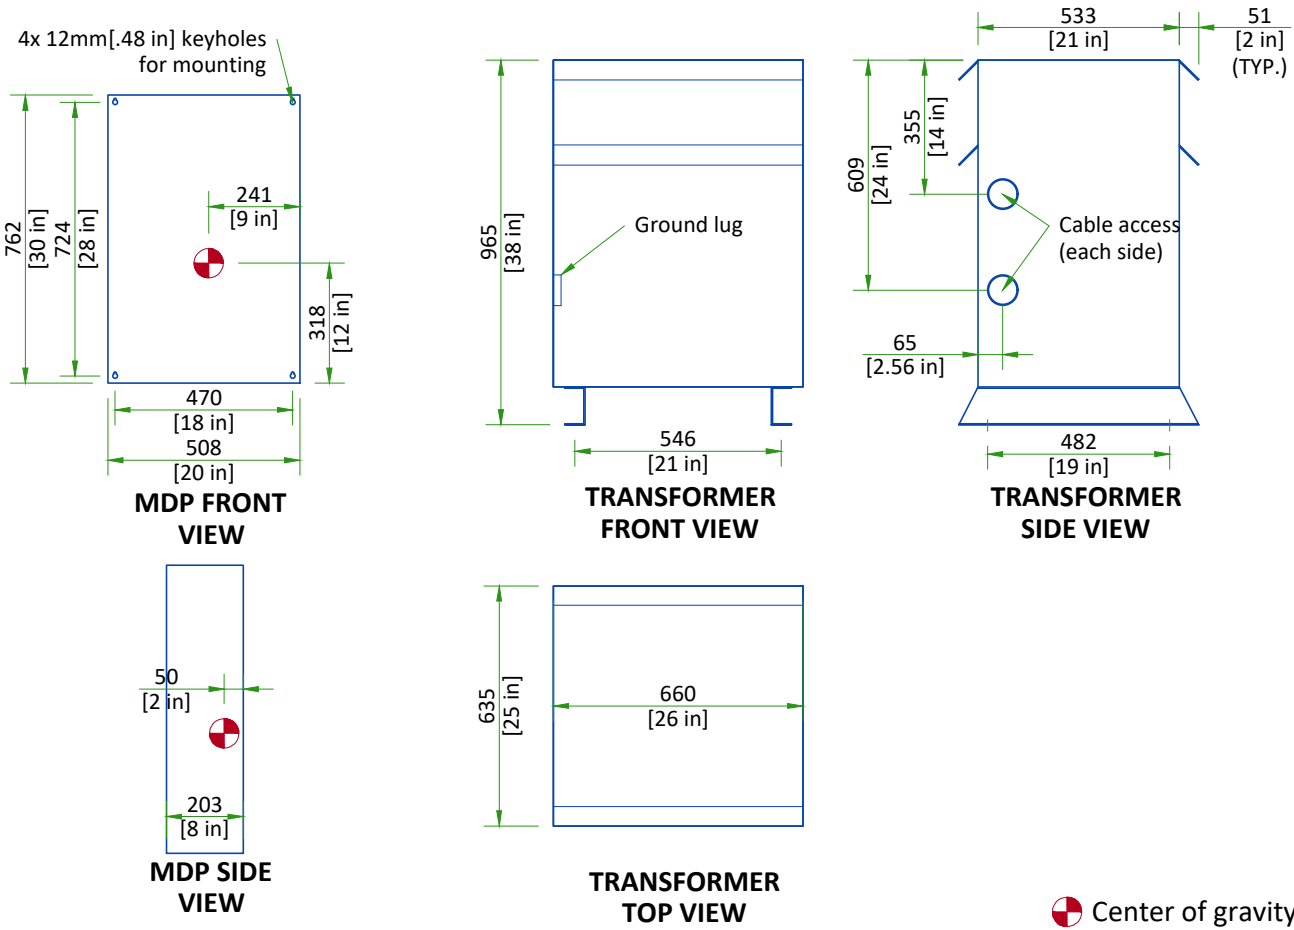 4x 12mm[.48 in] keyholes
for mounting
762
[30 in]
724
[28 in]
241
[9 in]
318
[12 in]
470
[18 in]
508
[20 in]
MDP FRONT
VIEW
965
[38 in]
Ground lug
546
[21 in]
TRANSFORMER
FRONT VIEW
533
[21 in]
51
[2 in]
(TYP.)
355
[14 in]
609
[24 in]
Cable access
(each side)
65
[2.56 in]
482
[19 in]
TRANSFORMER
SIDE VIEW
50
[2 in]
203
[8 in]
MDP SIDE
VIEW
635
[25 in]
660
[26 in]
TRANSFORMER
TOP VIEW
Center of gravity